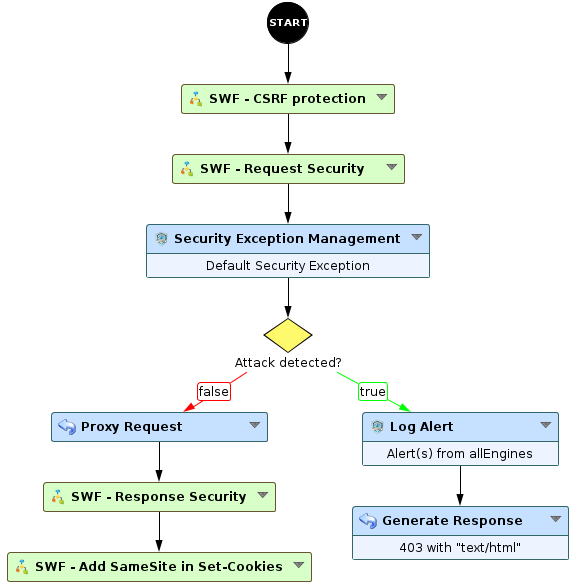 START
SWF - CSRF protection
SWF - Request Security
Security Exception Management
Default Security Exception
Attack detected?
false
true
Proxy Request
Log Alert
Alert(s) from allEngines
SWF - Response Security
Generate Response
403 with "text/html"
SWF - Add SameSite in Set-Cookies